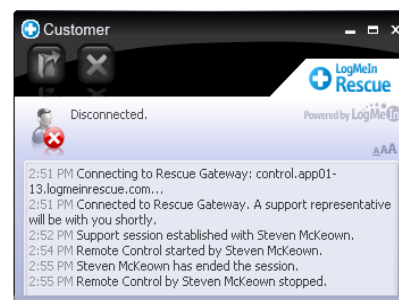 Customer
LogMeIn
Rescue
Disconnected.
Powered by LogMeIn
AAA
2:51 PM Connecting to Rescue Gateway: control.app01-
13.logmeinrescue.com...
2:51 PM Connected to Rescue Gateway. A support representative
will be with you shortly.
2:52 PM Support session established with Steven McKeown.
2:54 PM Remote Control started by Steven McKeown.
2:55 PM Steven McKeown has ended the session.
2:55 PM Remote Control by Steven McKeown stopped.